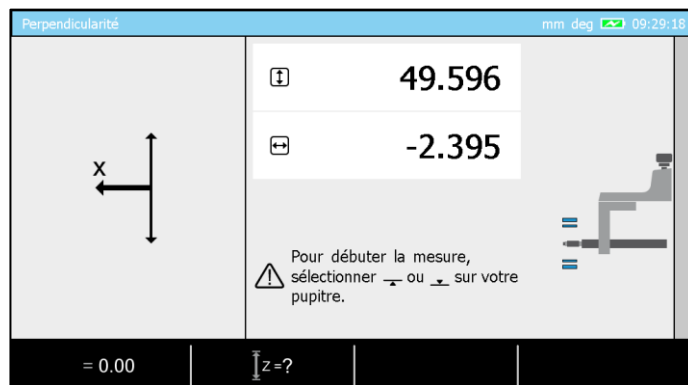 Perpendicularité
mm deg 09:29:18
49.596
-2.395
X
Pour débuter la mesure,
sélectionner ou sur votre
pupitre.
= 0.00
Z =?